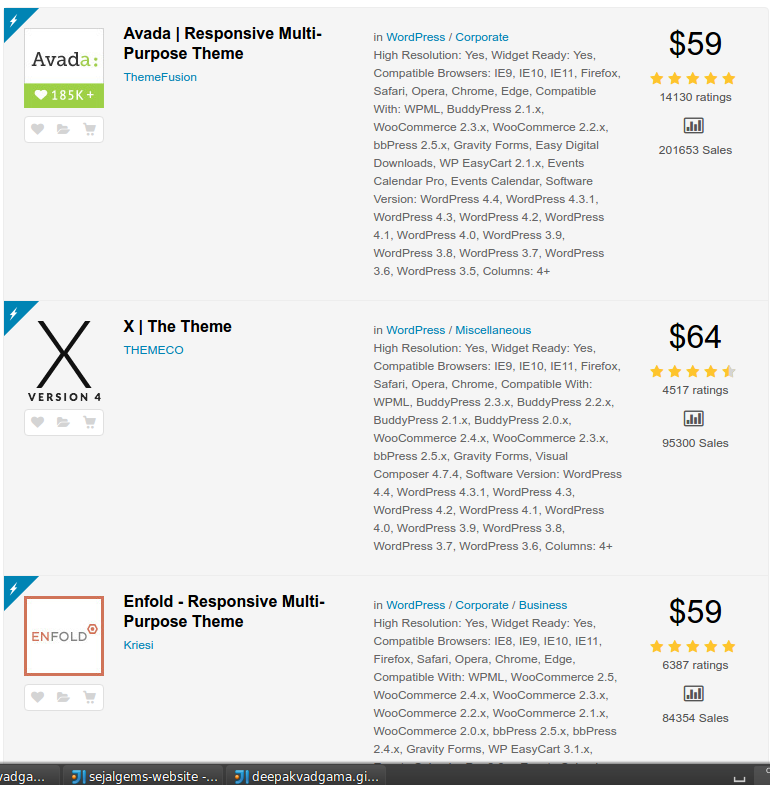 Avada | Responsive Multi-
Purpose Theme
ThemeFusion
Avada:
185K+
in WordPress / Corporate
High Resolution: Yes, Widget Ready: Yes,
Compatible Browsers: IE9, IE10, IE11, Firefox,
Safari, Opera, Chrome, Edge, Compatible
With: WPML, BuddyPress 2.1.x,
WooCommerce 2.3.x, WooCommerce 2.2.x,
bbPress 2.5.x, Gravity Forms, Easy Digital
Downloads, WP EasyCart 2.1.x, Events
Calendar Pro, Events Calendar, Software
Version: WordPress 4.4, WordPress 4.3.1,
WordPress 4.3, WordPress 4.2, WordPress
4.1, WordPress 4.0, WordPress 3.9,
WordPress 3.8, WordPress 3.7, WordPress
3.6, WordPress 3.5, Columns: 4+
$59
14130 ratings
201653 Sales
X | The Theme
THEMECO
X
VERSION 4
in WordPress / Miscellaneous
High Resolution: Yes, Widget Ready: Yes,
Compatible Browsers: IE9, IE10, IE11, Firefox,
Safari, Opera, Chrome, Compatible With:
WPML, BuddyPress 2.3.x, BuddyPress 2.2.x,
BuddyPress 2.1.x, BuddyPress 2.0.x,
WooCommerce 2.4.x, WooCommerce 2.3.x,
bbPress 2.5.x, Gravity Forms, Visual
Composer 4.7.4, Software Version: WordPress
4.4, WordPress 4.3.1, WordPress 4.3,
WordPress 4.2, WordPress 4.1, WordPress
4.0, WordPress 3.9, WordPress 3.8,
WordPress 3.7, WordPress 3.6, Columns: 4+
$64
4517 ratings
95300 Sales
Enfold - Responsive Multi-
Purpose Theme
Kriesi
ENFOLD
in WordPress / Corporate / Business
High Resolution: Yes, Widget Ready: Yes,
Compatible Browsers: IE8, IE9, IE10, IE11,
Firefox, Safari, Opera, Chrome, Edge,
Compatible With: WPML, WooCommerce 2.5,
WooCommerce 2.4.x, WooCommerce 2.3.x,
WooCommerce 2.2.x, WooCommerce 2.1.x,
WooCommerce 2.0.x, bbPress 2.5.x, bbPress
2.4.x, Gravity Forms, WP EasyCart 3.1.x,
$59
6387 ratings
84354 Sales
vadga...
sejalgems-website -...
deepakvadgama.gi...